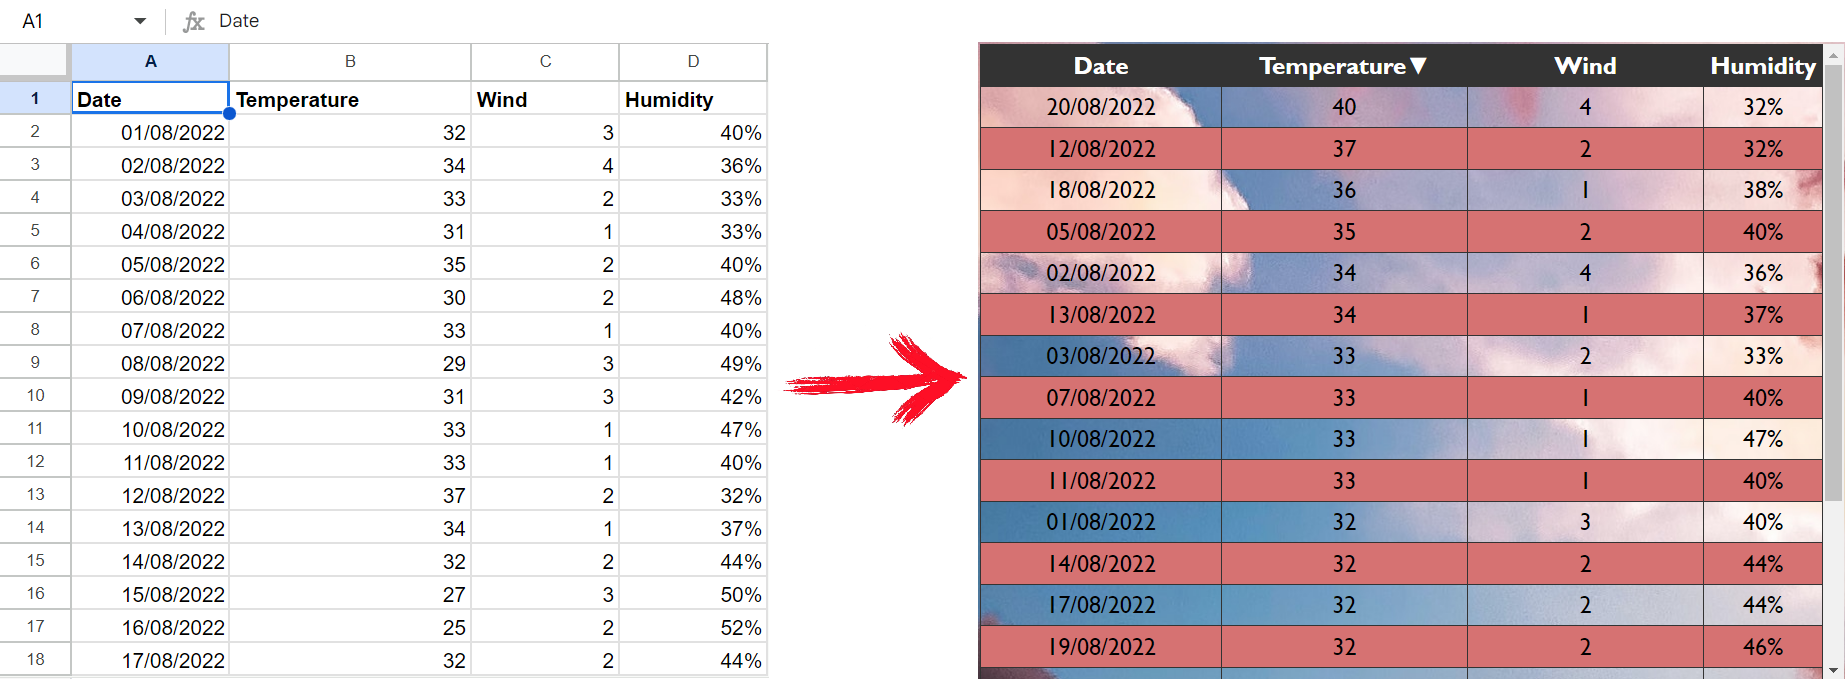 A1 fx Date
A B C D
1 Date Temperature Wind Humidity
2 01/08/2022 32 3 40%
3 02/08/2022 34 4 36%
4 03/08/2022 33 2 33%
5 04/08/2022 31 1 33%
6 05/08/2022 35 2 40%
7 06/08/2022 30 2 48%
8 07/08/2022 33 1 40%
9 08/08/2022 29 3 49%
10 09/08/2022 31 3 42%
11 10/08/2022 33 1 47%
12 11/08/2022 33 1 40%
13 12/08/2022 37 2 32%
14 13/08/2022 34 1 37%
15 14/08/2022 32 2 44%
16 15/08/2022 27 3 50%
17 16/08/2022 25 2 52%
18 17/08/2022 32 2 44%
Date Temperature▼ Wind Humidity
20/08/2022 40 4 32%
12/08/2022 37 2 32%
18/08/2022 36 1 38%
05/08/2022 35 2 40%
02/08/2022 34 4 36%
13/08/2022 34 1 37%
03/08/2022 33 2 33%
07/08/2022 33 1 40%
10/08/2022 33 1 47%
11/08/2022 33 1 40%
01/08/2022 32 3 40%
14/08/2022 32 2 44%
17/08/2022 32 2 44%
19/08/2022 32 2 46%